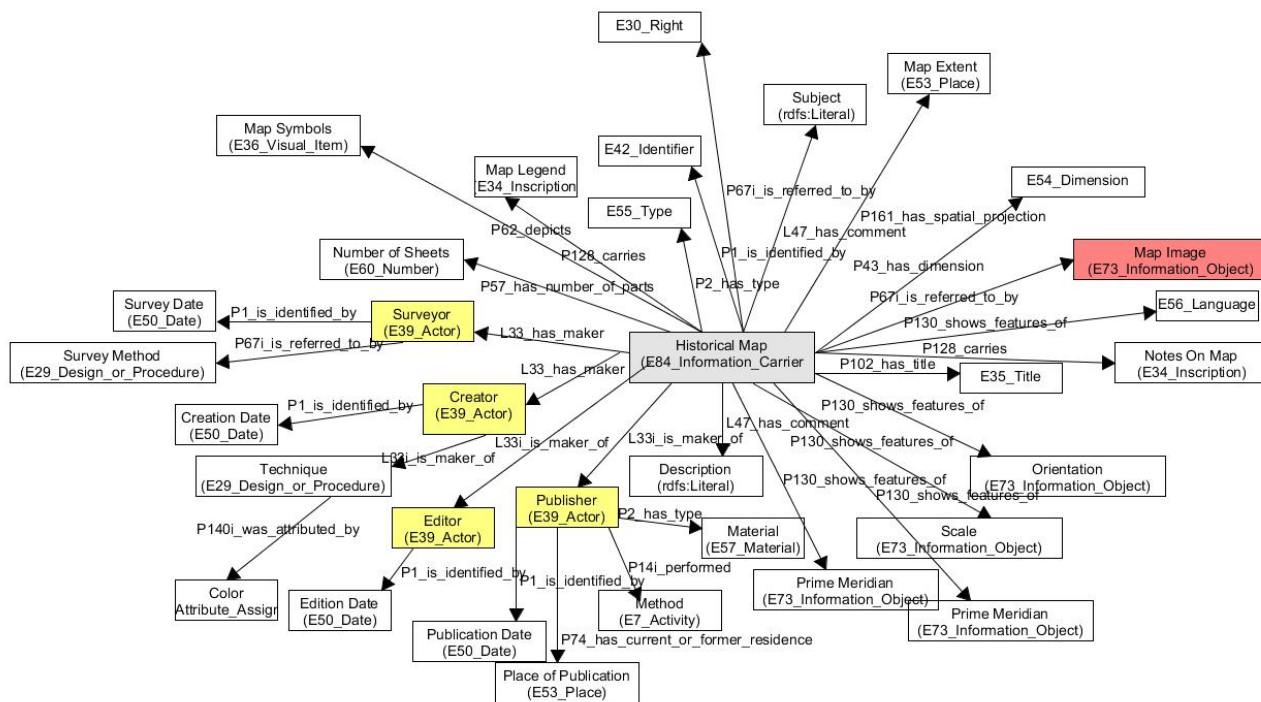 E30_Right
Map Extent
(E53_Place)
Subject
(rdfs:Literal)
Map Symbols
(E36_Visual_Item)
E42_Identifier
Map Legend
(E34_Inscription
E54_Dimension
E55_Type
P67i_is_referred_to_by
P161_has_spatial_projection
P62_depicts
L47_has_comment
P128_carries
P1_is_identified_by
Number of Sheets
(E60_Number)
Map Image
(E73_Information_Object)
P43_has_dimension
P2_has_type
P57_has_number_of_parts
P67i_is_referred_to_by
Survey Date
(E50_Date)
P1_is_identified_by
Surveyor
(E39_Actor)
E56_Language
P130_shows_features_of
L33_has_maker
Historical Map
(E84_Information_Carrier
P67i_is_referred_to_by
P128_carries
Survey Method
(E29_Design_or_Procedure)
Notes On Map
(E34_Inscription)
P102_has_title
E35_Title
L33_has_maker
Creator
(E39_Actor)
P1_is_identified_by
Creation Date
(E50_Date)
P130_shows_features_of
L47_has_comment
L33i_is_maker_of
L33i_is_maker_of
P130_shows_features_of
L33i_is_maker_of
Technique
(E29_Design_or_Procedure)
Description
(rdfs:Literal)
Orientation
(E73_Information_Object)
P130_shows_features_of
P130_shows_features_of
Publisher
(E39_Actor)
P2_has_type
Editor
(E39_Actor)
P140i_was_attributed_by
Material
(E57_Material)
Scale
(E73_Information_Object)
P14i_performed
P1_is_identified_by
P1_is_identified_by
Color
Attribute_Assign
Edition Date
(E50_Date)
Method
(E7_Activity)
Prime Meridian
(E73_Information_Object)
Prime Meridian
(E73_Information_Object)
Publication Date
(E50_Date)
P74_has_current_or_former_residence
Place of Publication
(E53_Place)